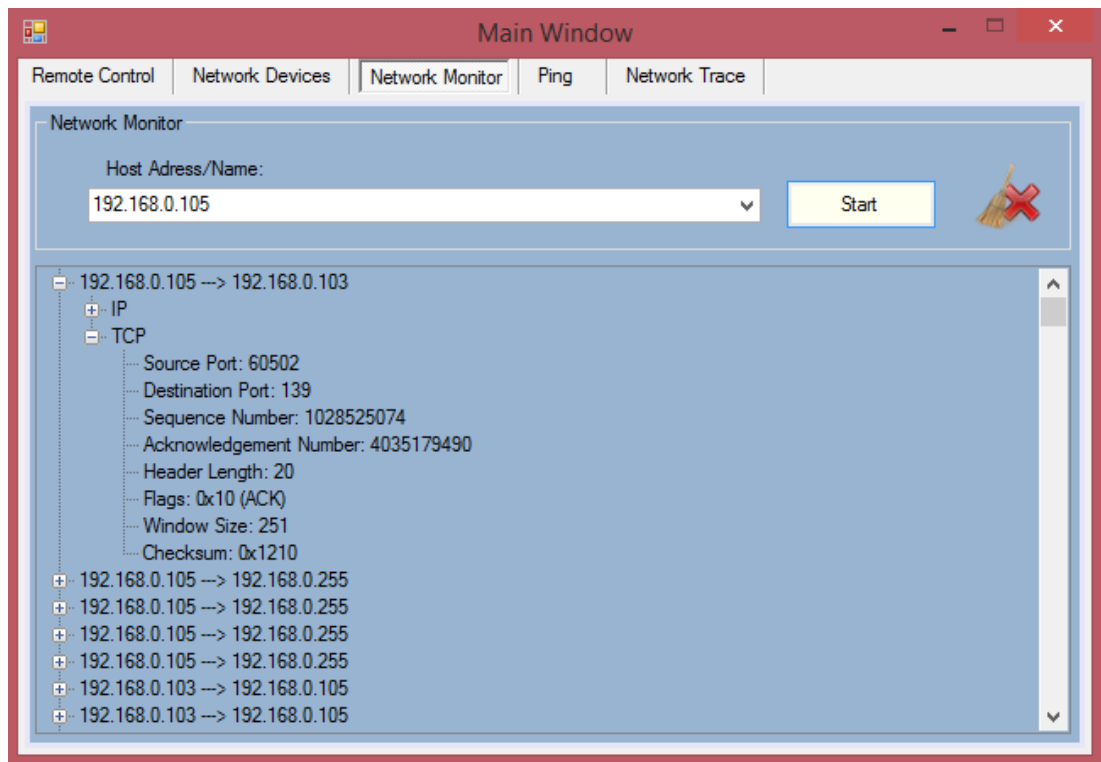 Main Window
Remote Control Network Devices Network Monitor Ping Network Trace
Network Monitor
Host Adress/Name:
192.168.0.105 Start
192.168.0.105 ---> 192.168.0.103
IP
TCP
Source Port: 60502
Destination Port: 139
Sequence Number: 1028525074
Acknowledgement Number: 4035179490
Header Length: 20
Flags: 0x10 (ACK)
Window Size: 251
Checksum: 0x1210
192.168.0.105 ---> 192.168.0.255
192.168.0.105 ---> 192.168.0.255
192.168.0.105 ---> 192.168.0.255
192.168.0.105 ---> 192.168.0.255
192.168.0.103 ---> 192.168.0.105
192.168.0.103 ---> 192.168.0.105